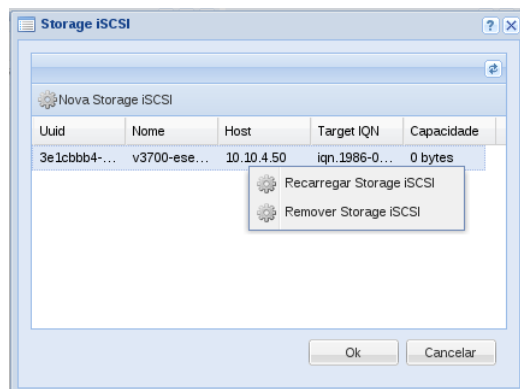 Storage iSCSI
Nova Storage iSCSI
Uuid Nome Host Target IQN Capacidade
3e1cbbb4-... v3700-ese... 10.10.4.50 iqn.1986-0... 0 bytes
Recarregar Storage iSCSI
Remover Storage iSCSI
Ok Cancelar